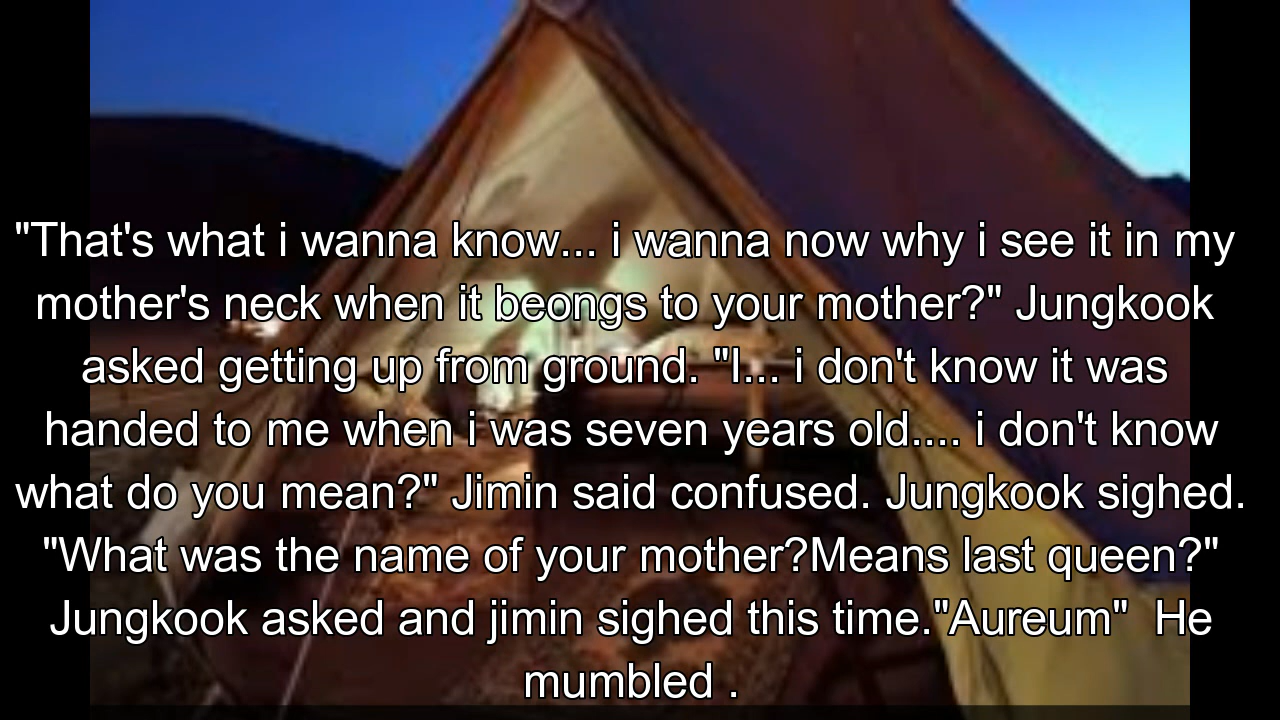 "That's what i wanna know... i wanna now why i see it in my
mother's neck when it beongs to your mother?" Jungkook
asked getting up from ground. "I... i don't know it was
handed to me when i was seven years old.... i don't know
what do you mean?" Jimin said confused. Jungkook sighed.
"What was the name of your mother?Means last queen?"
Jungkook asked and jimin sighed this time."Aureum"  He
mumbled .